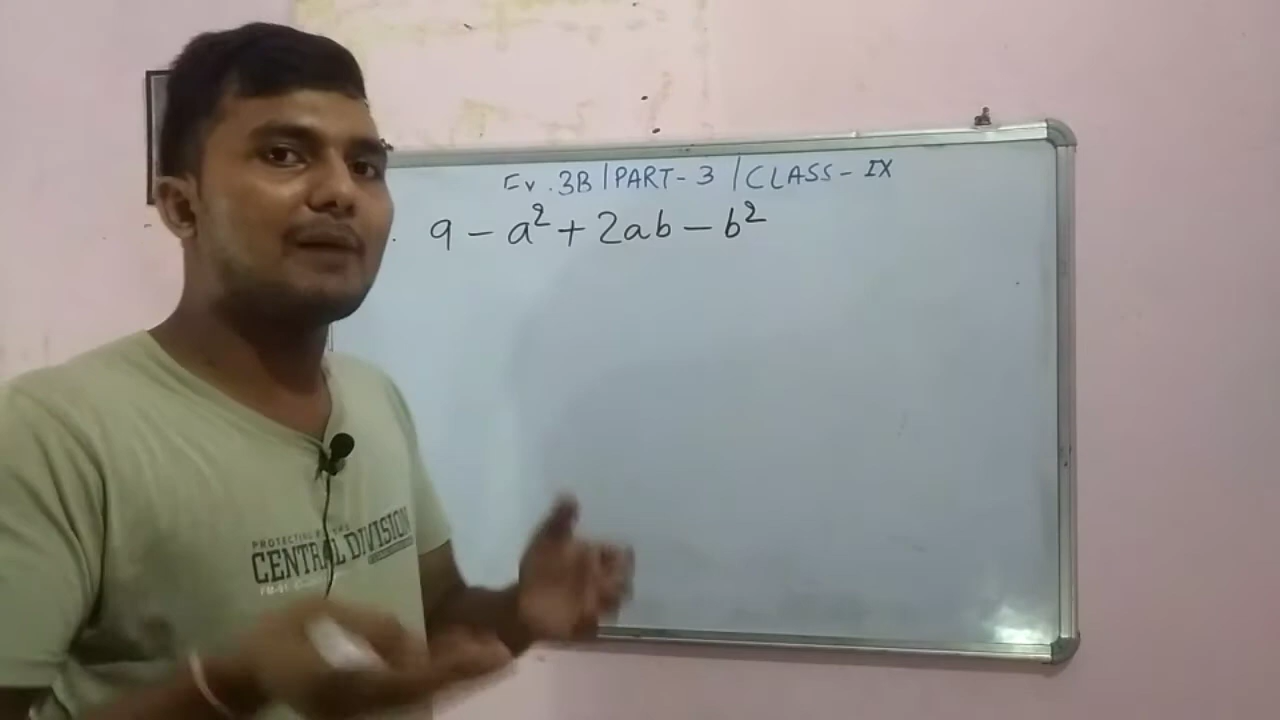 Ex. 3B | PART - 3 | CLASS - IX
9 - a² + 2ab - b²
CENTRAL DIVISION